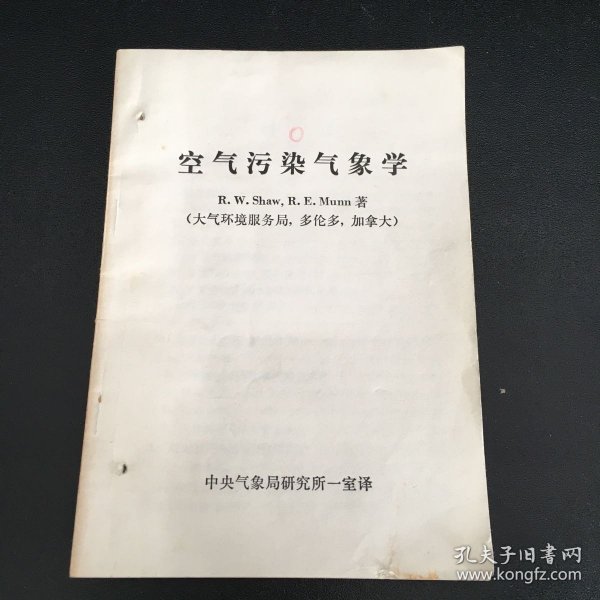 空气污染气象学
R. W. Shaw, R. E. Munn 著
(大气环境服务局, 多伦多, 加拿大)
中央气象局研究所一室译
孔夫子旧书网
www.kongfz.com